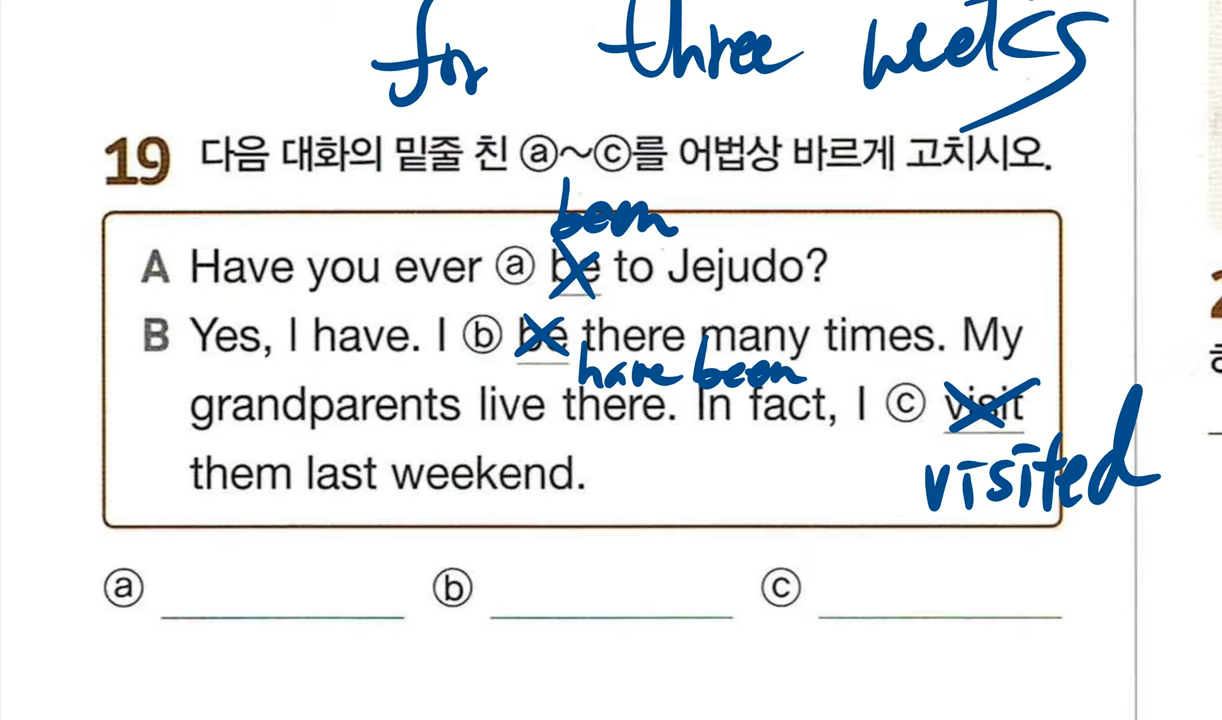 for three weeks
19 다음 대화의 밑줄 친 ⓐ~ⓒ를 어법상 바르게 고치시오.
been
A Have you ever ⓐ be to Jejudo?
B Yes, I have. I ⓑ be there many times. My
have been
grandparents live there. In fact, I ⓒ visit
visited
them last weekend.
ⓐ ⓑ ⓒ